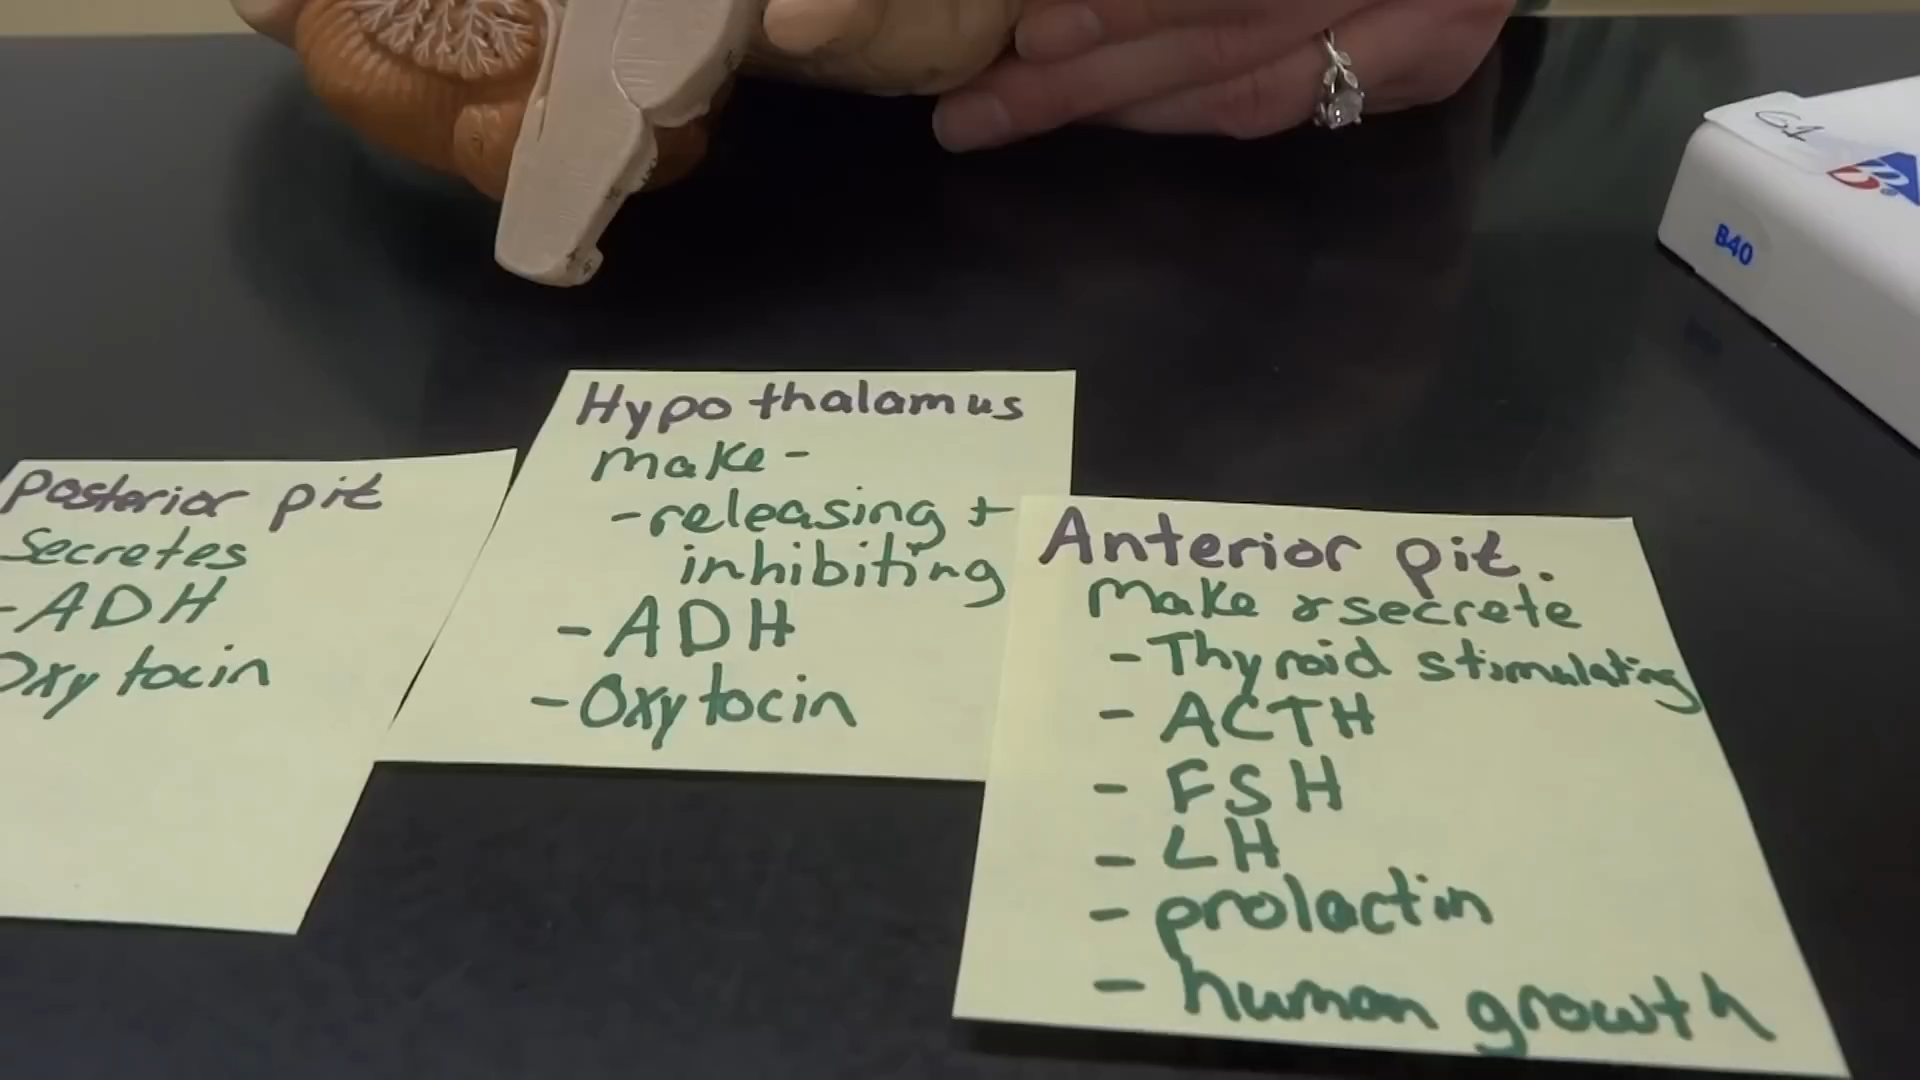 Posterior pit
Secretes
-ADH
Oxytocin
Hypothalamus
Make-
-releasing +
inhibiting
-ADH
-Oxytocin
Anterior pit.
Make & secrete
-Thyroid stimulating
- ACTH
- FSH
- LH
- prolactin
- human growth
B40